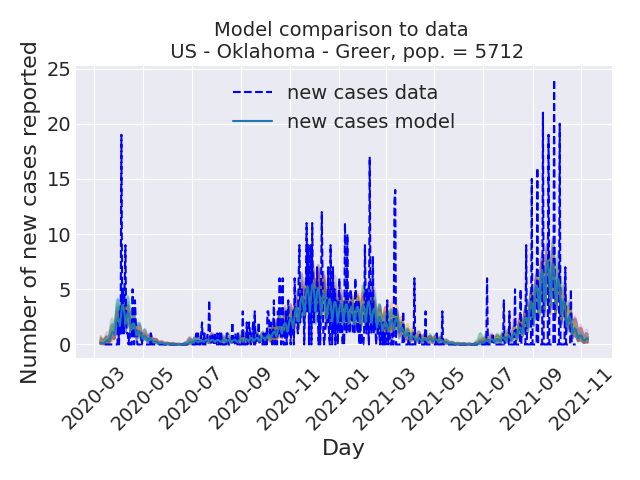 Model comparison to data
US - Oklahoma - Greer, pop. = 5712
new cases data
new cases model
Number of new cases reported
25
20
15
10
5
0
2020-03
2020-05
2020-07
2020-09
2020-11
2021-01
2021-03
2021-05
2021-07
2021-09
2021-11
Day